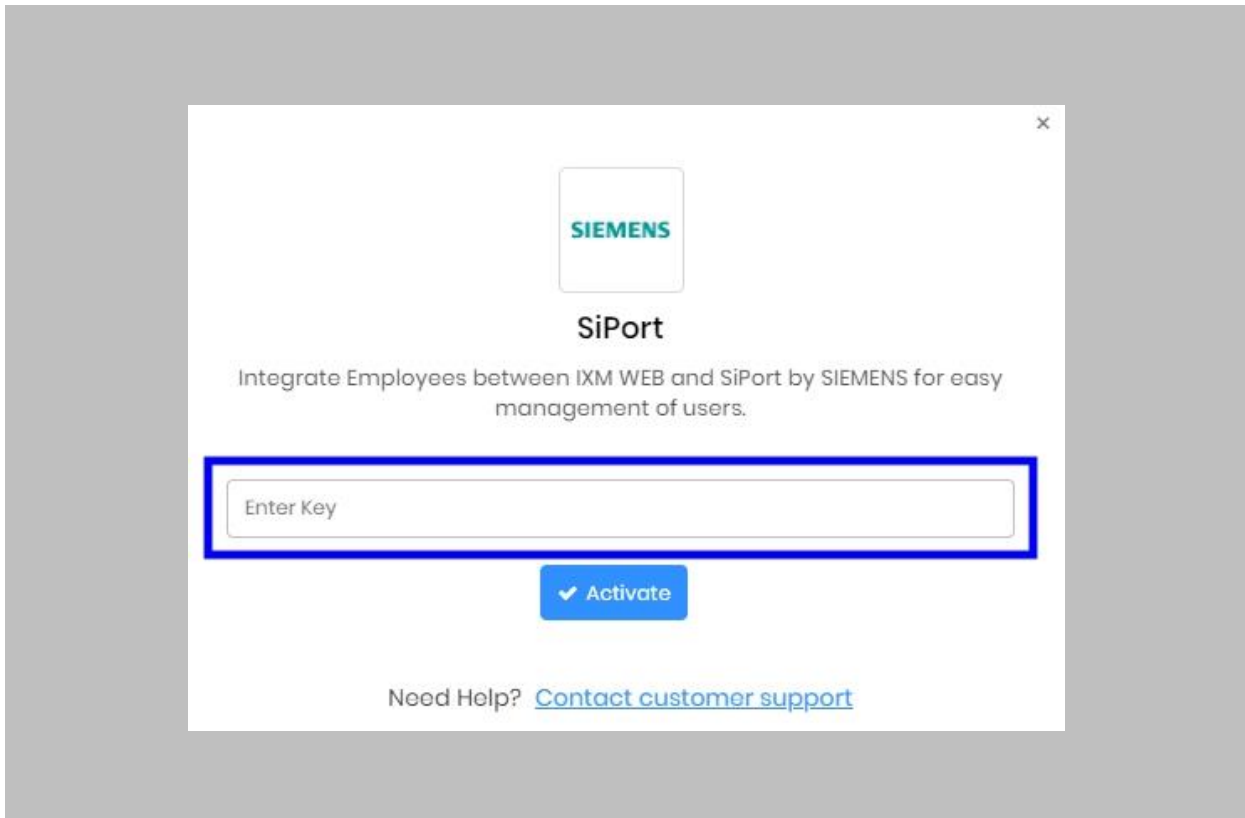 ×
SIEMENS
SiPort
Integrate Employees between IXM WEB and SiPort by SIEMENS for easy
management of users.
Enter Key
✔ Activate
Need Help? Contact customer support